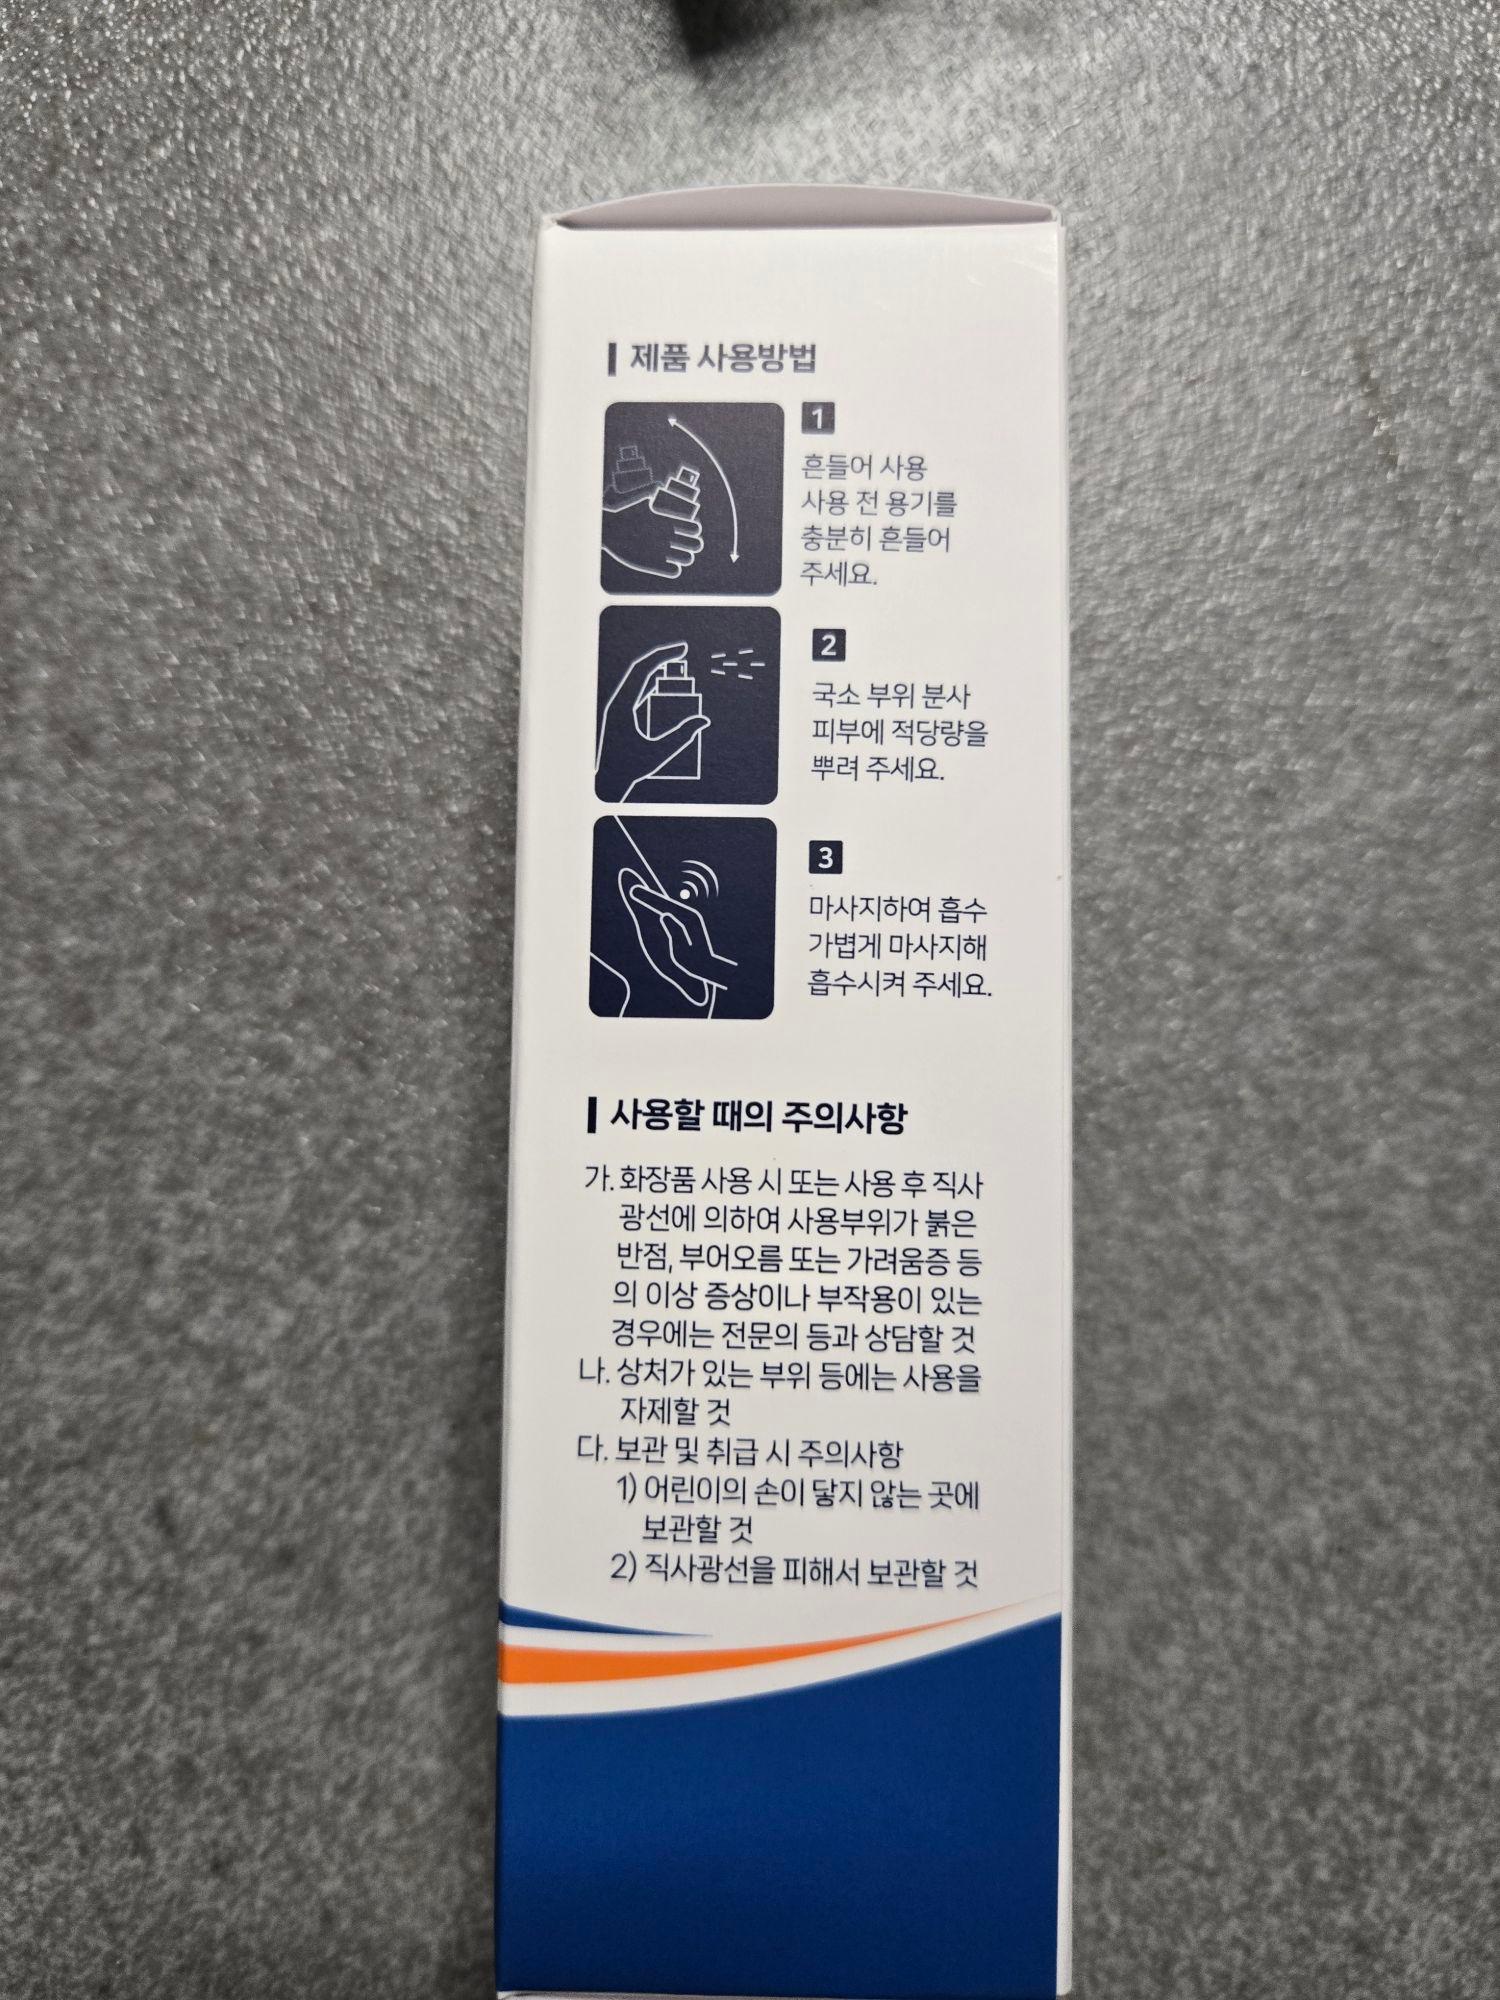 제품 사용방법
1
흔들어 사용
사용 전 용기를
충분히 흔들어
주세요.
2
국소 부위 분사
피부에 적당량을
뿌려 주세요.
3
마사지하여 흡수
가볍게 마사지해
흡수시켜 주세요.
사용할 때의 주의사항
가. 화장품 사용 시 또는 사용 후 직사
광선에 의하여 사용부위가 붉은
반점, 부어오름 또는 가려움증 등
의 이상 증상이나 부작용이 있는
경우에는 전문의 등과 상담할 것
나. 상처가 있는 부위 등에는 사용을
자제할 것
다. 보관 및 취급 시 주의사항
1) 어린이의 손이 닿지 않는 곳에
보관할 것
2) 직사광선을 피해서 보관할 것